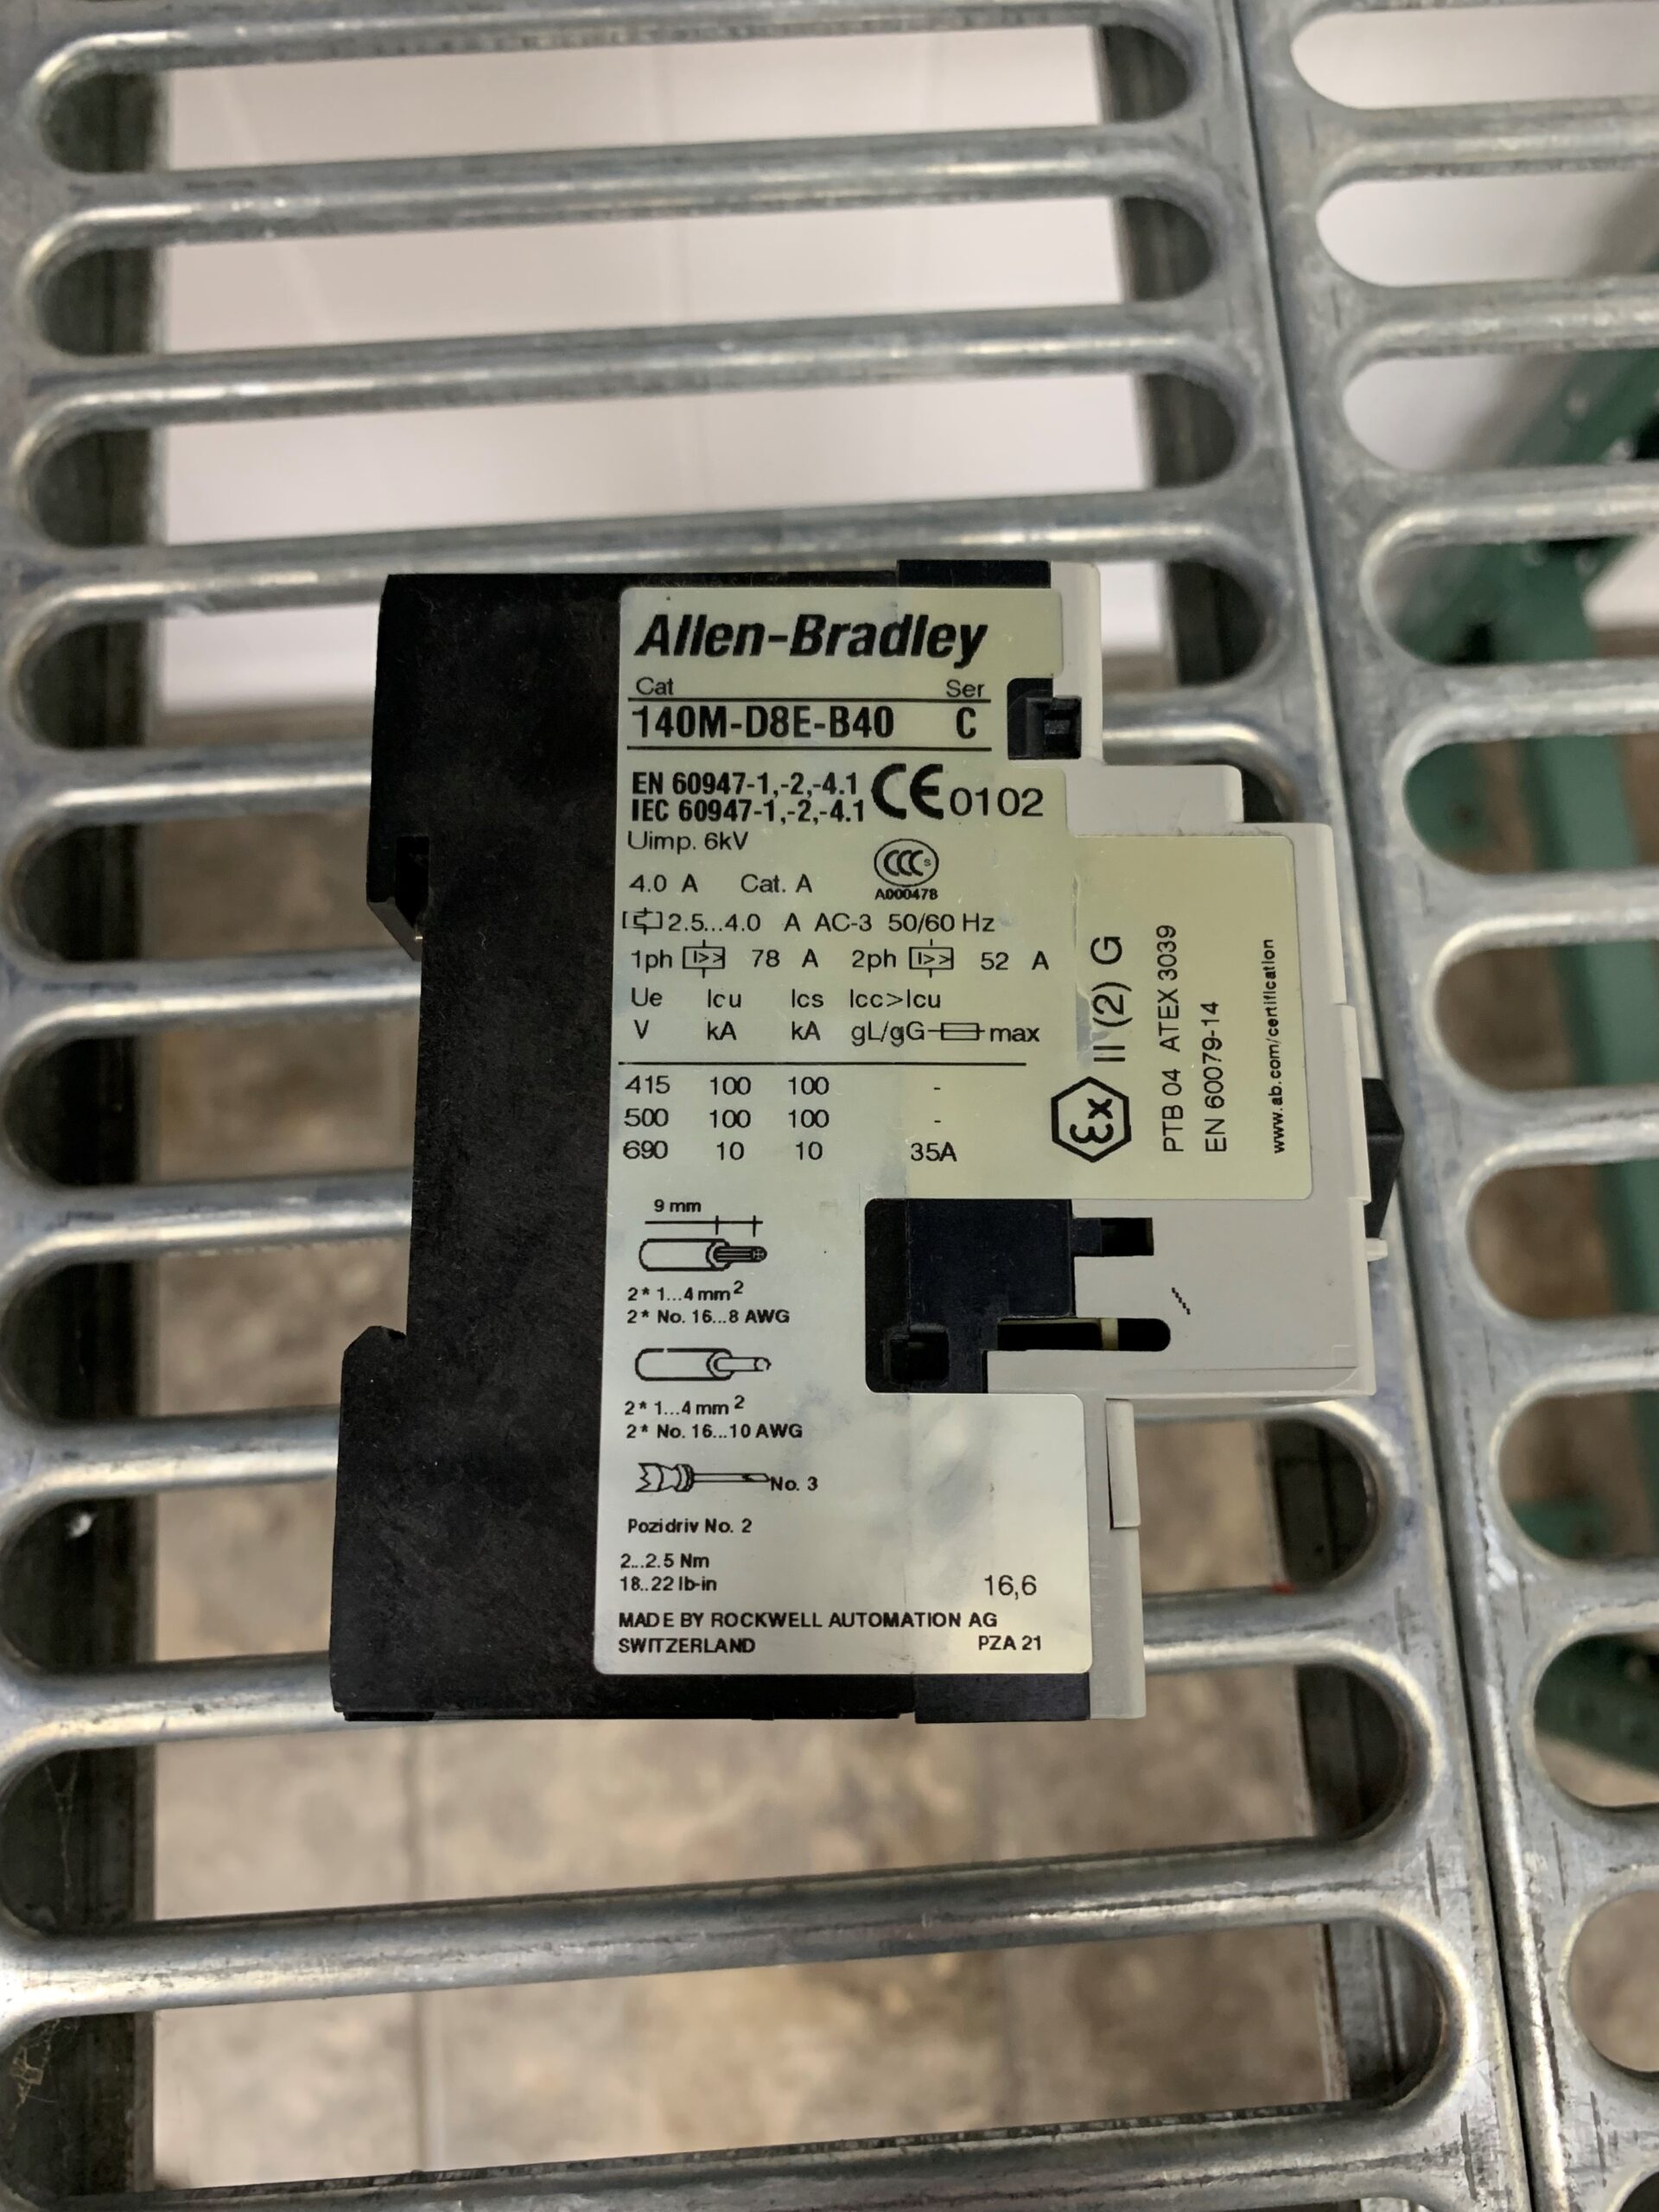 Allen-Bradley
Cat Ser
140M-D8E-B40 C
EN 60947-1,-2,-4.1
IEC 60947-1,-2,-4.1
CE 0102
Uimp. 6kV
CCC S
A000478
4.0 A Cat. A
2.5...4.0 A AC-3 50/60 Hz
1ph I>> 78 A 2ph I>> 52 A
Ue Icu Ics Icc>Icu
V kA kA gL/gG max
415 100 100 -
500 100 100 -
690 10 10 35A
9 mm
2* 1...4 mm2
2* No. 16...8 AWG
2* 1...4 mm2
2* No. 16...10 AWG
No. 3
Pozidriv No. 2
2...2.5 Nm
18..22 lb-in
16,6
MADE BY ROCKWELL AUTOMATION AG
SWITZERLAND PZA 21
Ex II (2) G
PTB 04 ATEX 3039
EN 60079-14
www.ab.com/certification